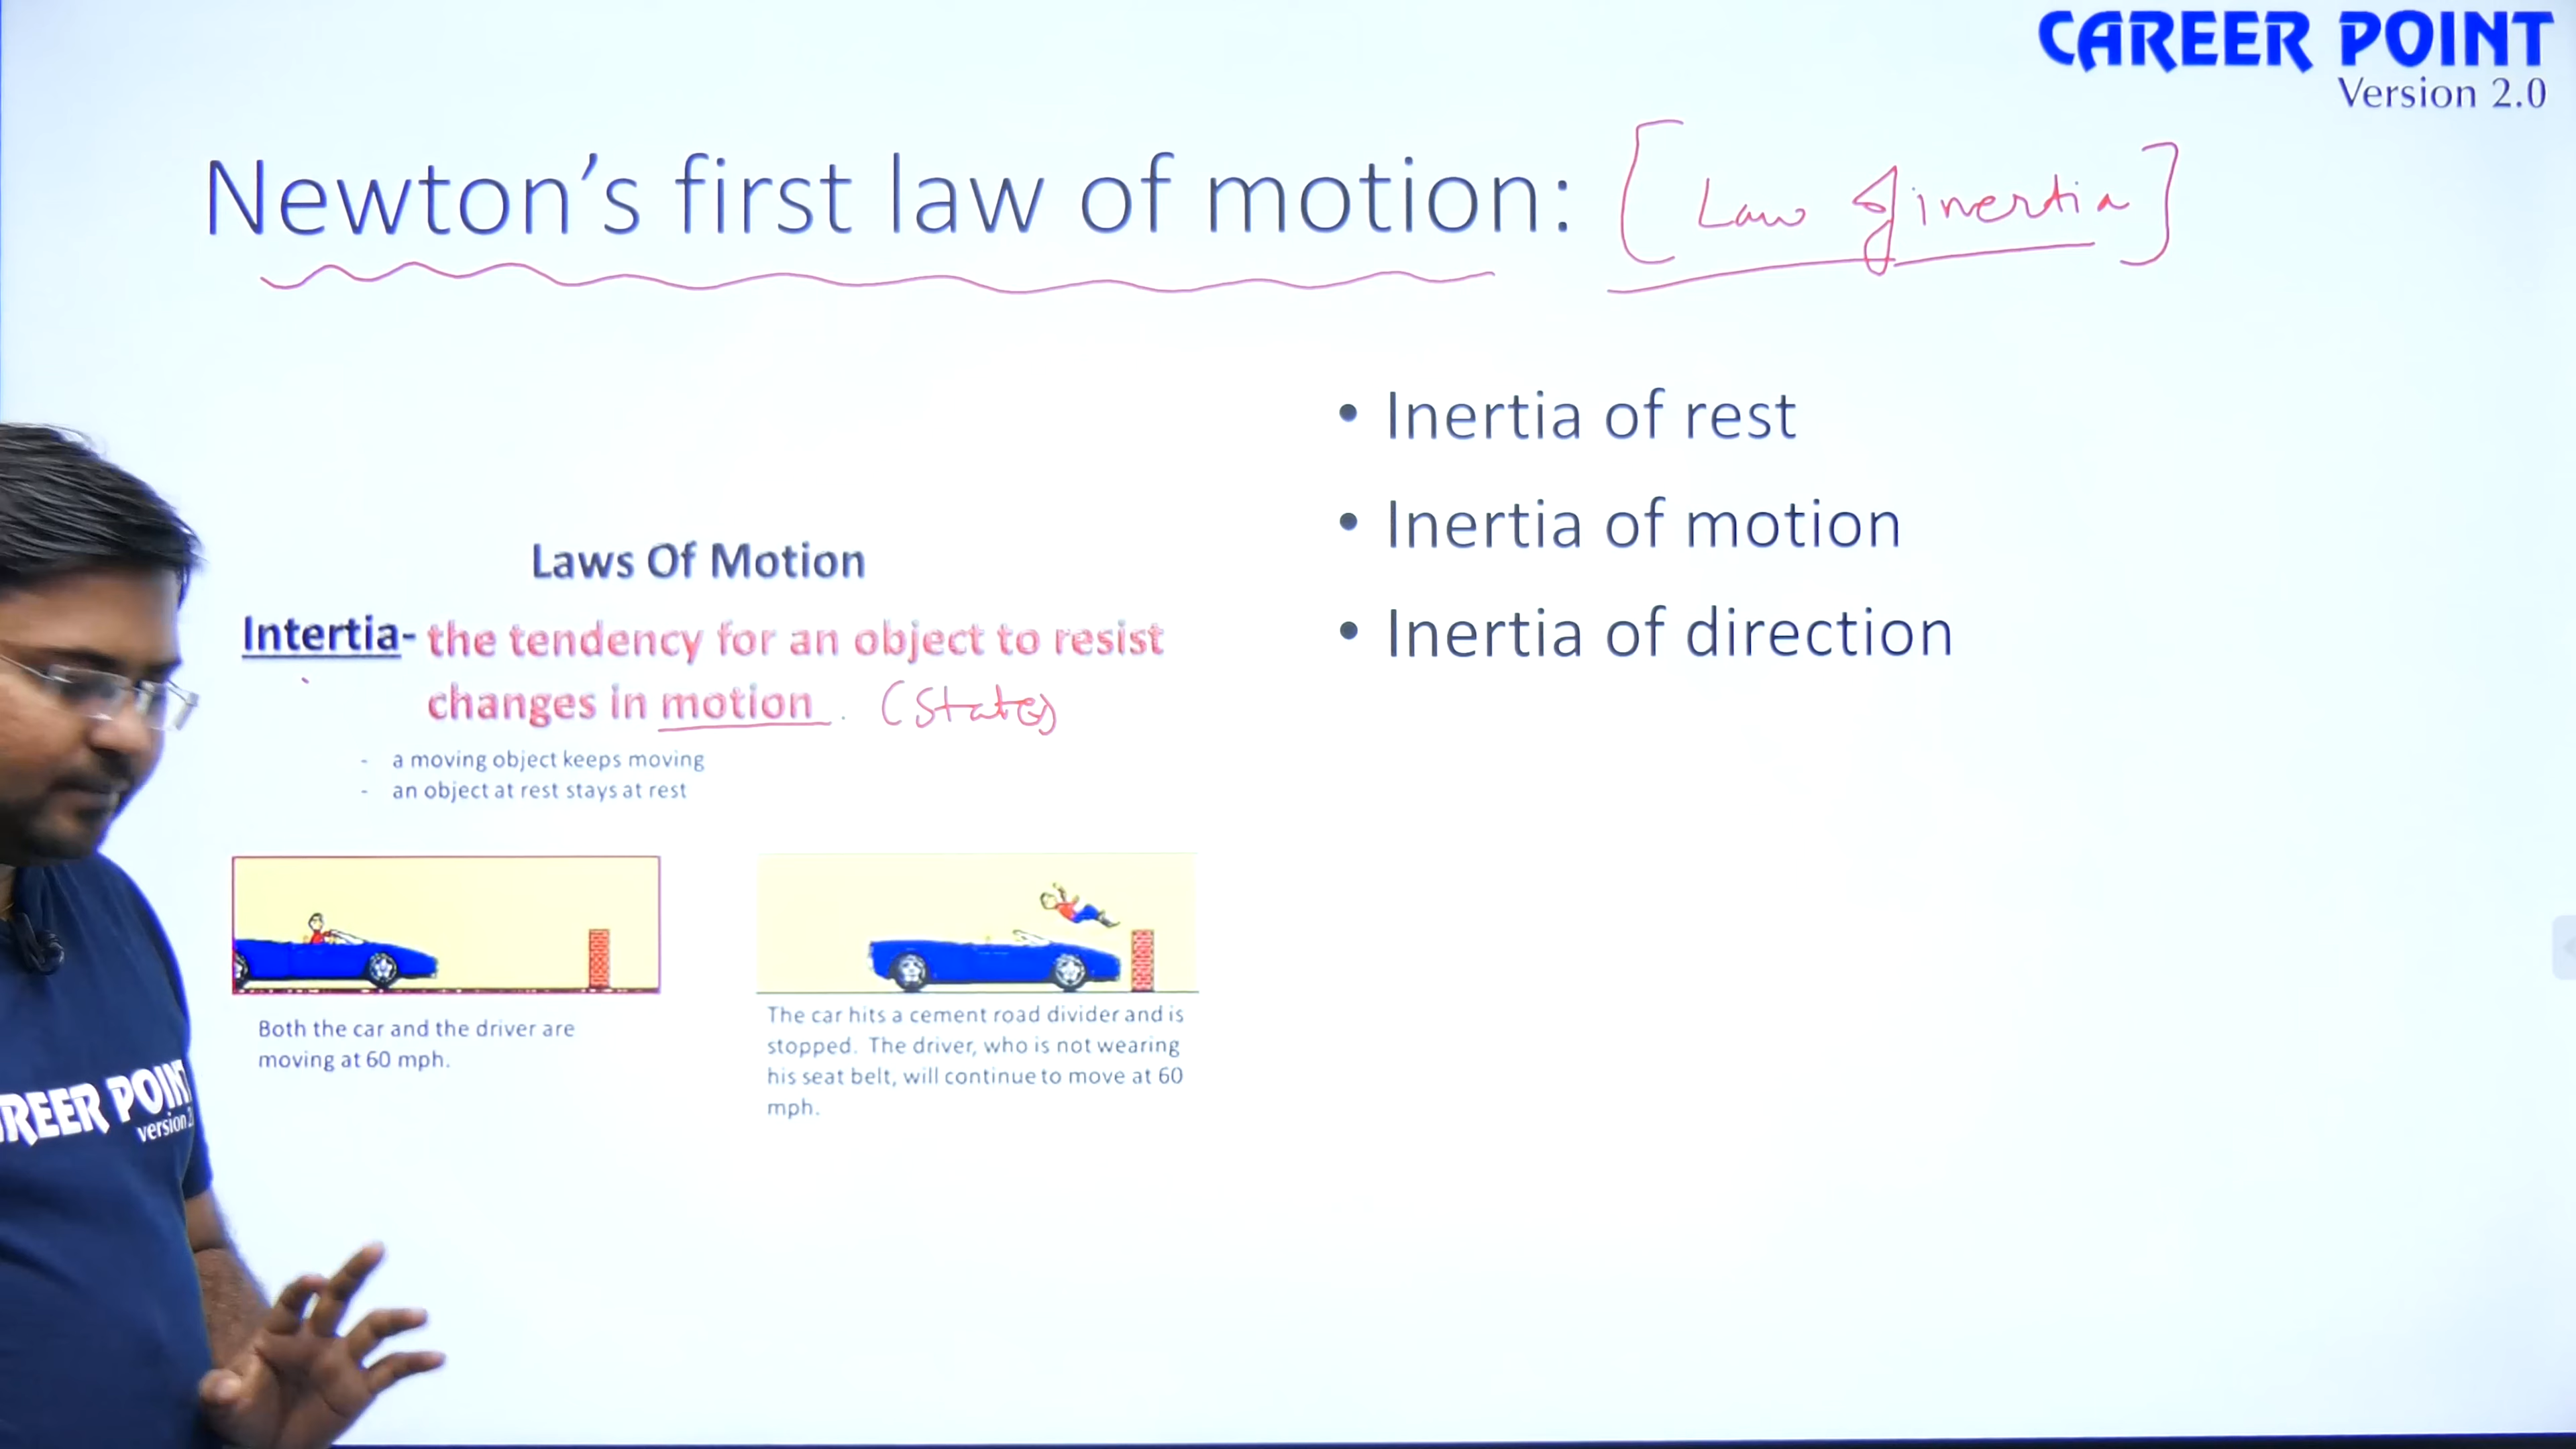 CAREER POINT
Version 2.0
Newton's first law of motion: [Law of inertia]
• Inertia of rest
• Inertia of motion
• Inertia of direction
Laws Of Motion
Intertia- the tendency for an object to resist
changes in motion. (State)
- a moving object keeps moving
- an object at rest stays at rest
Both the car and the driver are
moving at 60 mph.
The car hits a cement road divider and is
stopped. The driver, who is not wearing
his seat belt, will continue to move at 60
mph.
REER POINT
version 2